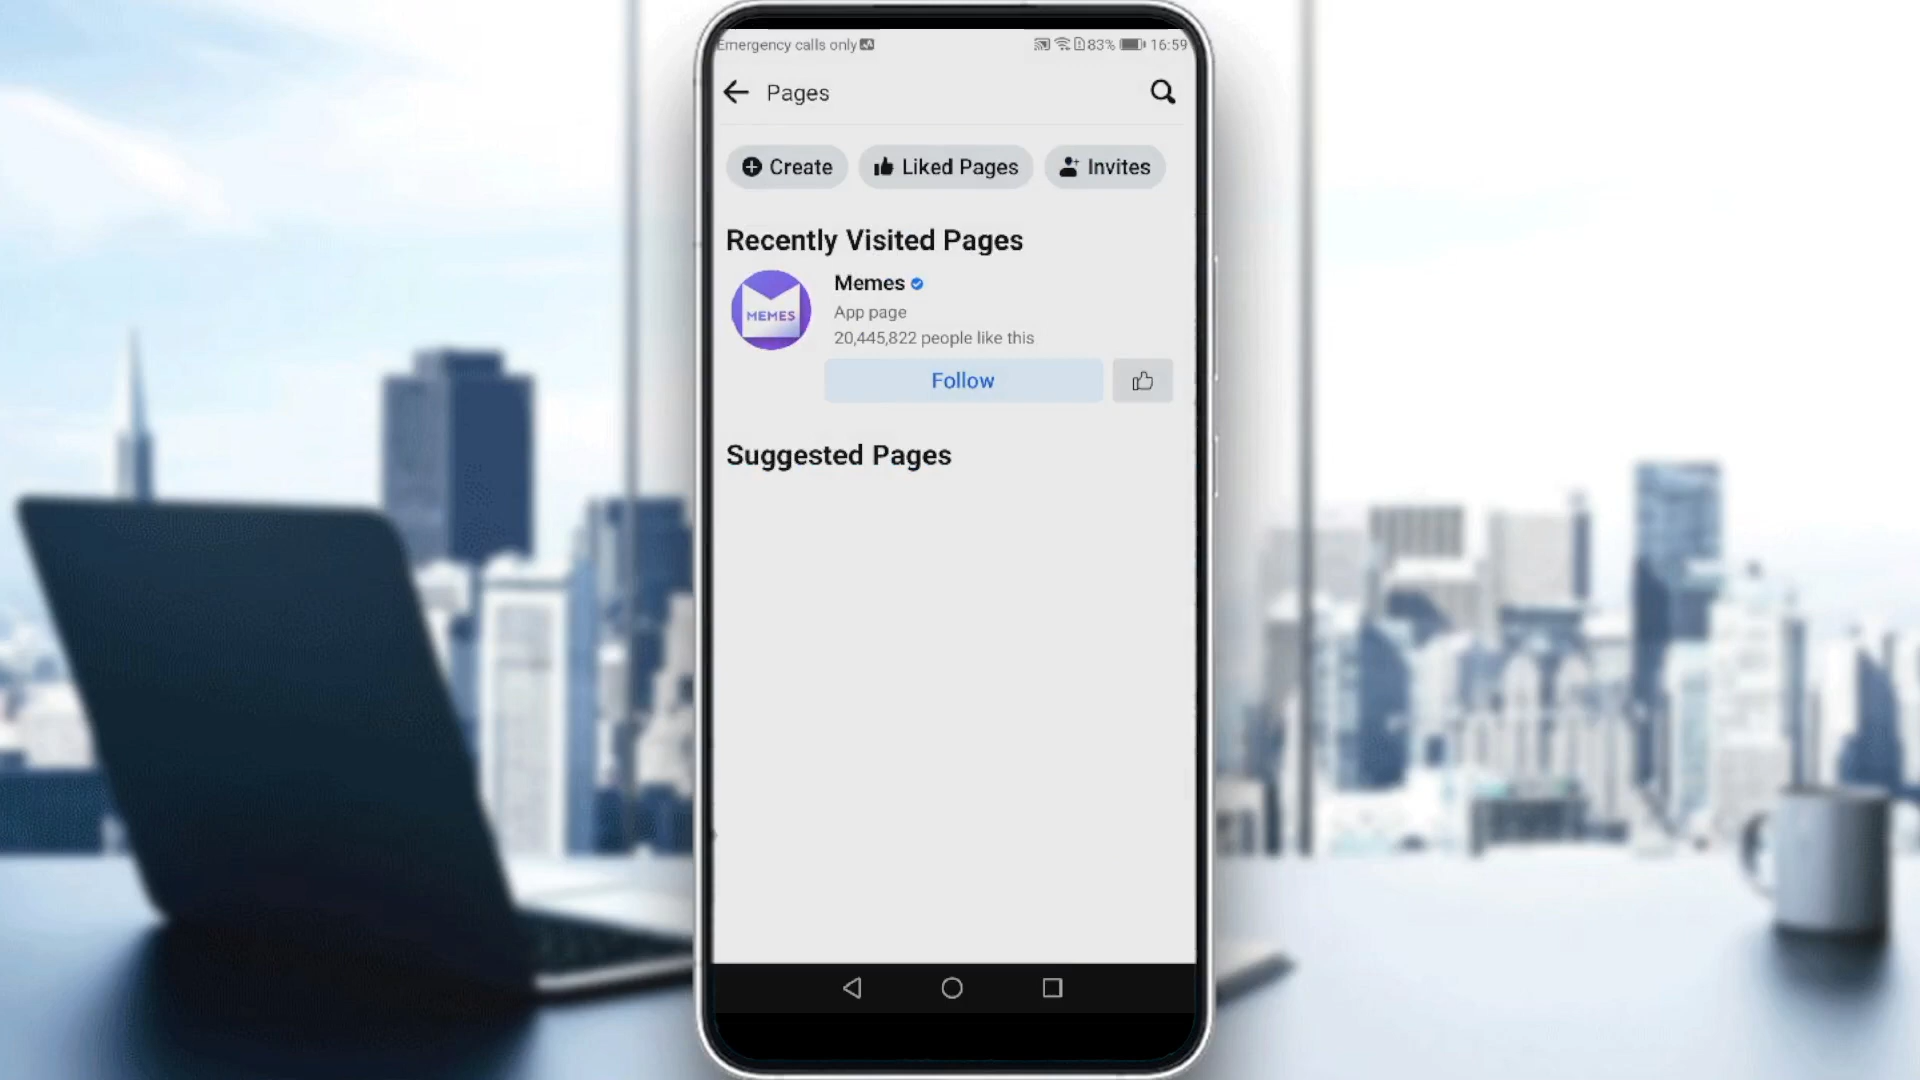 Emergency calls only 83% 16:59
Pages
Create Liked Pages Invites
Recently Visited Pages
Memes
MEMES
App page
20,445,822 people like this
Follow
Suggested Pages